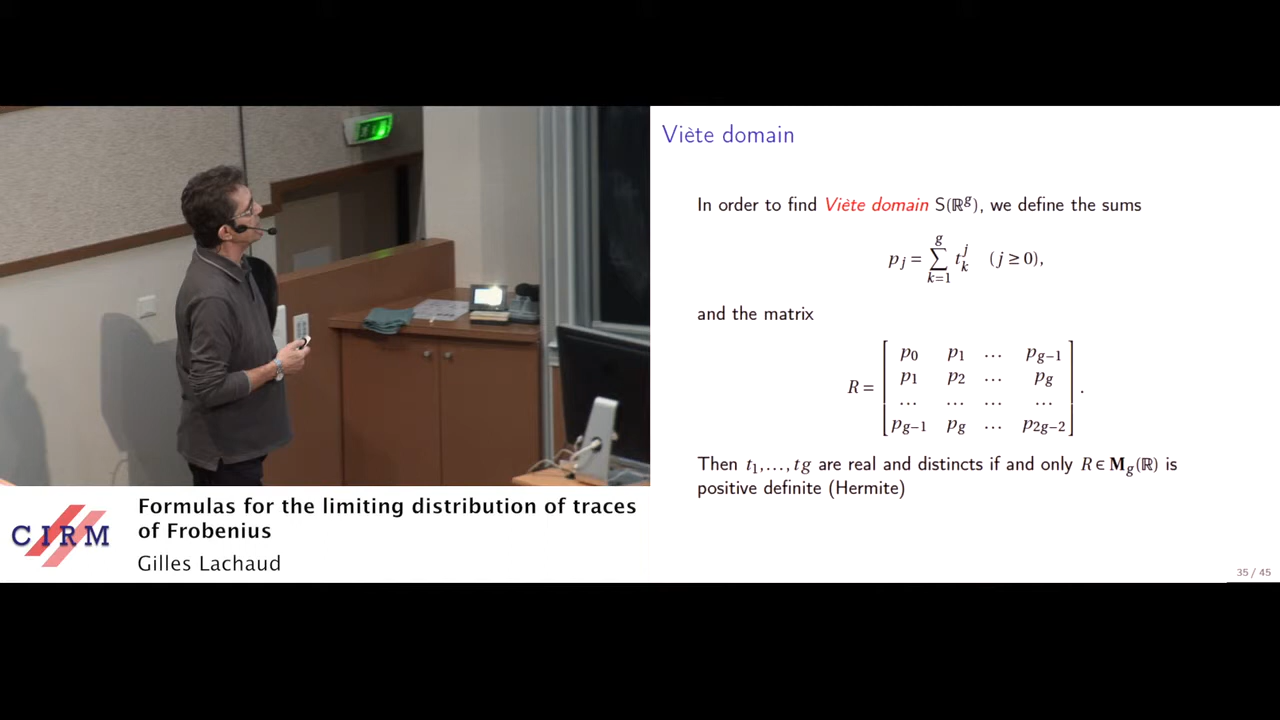 Viète domain
In order to find Viète domain S(ℝ^g), we define the sums
p_j = ∑_{k=1}^{g} t_k^j (j ≥ 0),
and the matrix
R = [ p_0 p_1 … p_{g−1}
p_1 p_2 … p_g
… … … …
p_{g−1} p_g … p_{2g−2} ] .
Then t_1,…,tg are real and distincts if and only R ∈ M_g(ℝ) is
positive definite (Hermite)
35 / 45
CIRM
Formulas for the limiting distribution of traces
of Frobenius
Gilles Lachaud